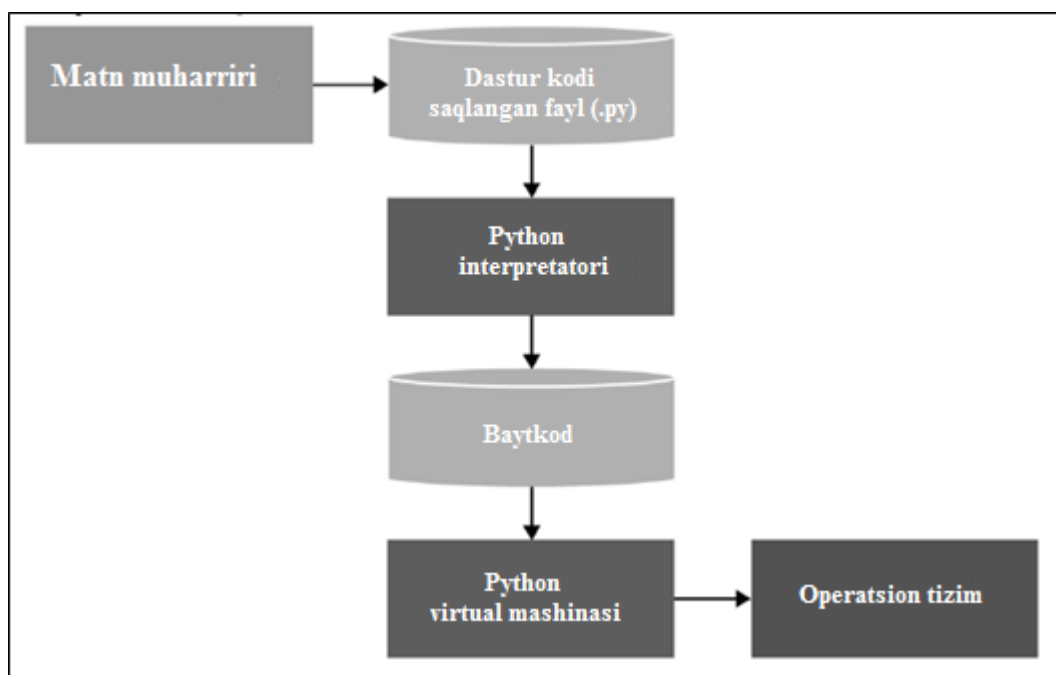 Matn muharriri
Dastur kodi
saqlangan fayl (.py)
Python
interpretatori
Baytkod
Python
virtual mashinasi
Operatsion tizim